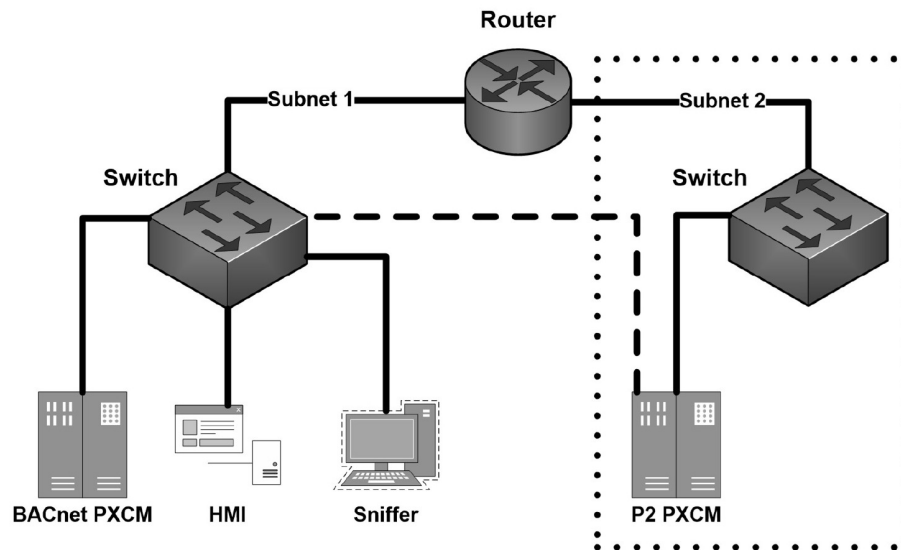 Router
Subnet 1
Subnet 2
Switch
Switch
BACnet PXCM
HMI
Sniffer
P2 PXCM